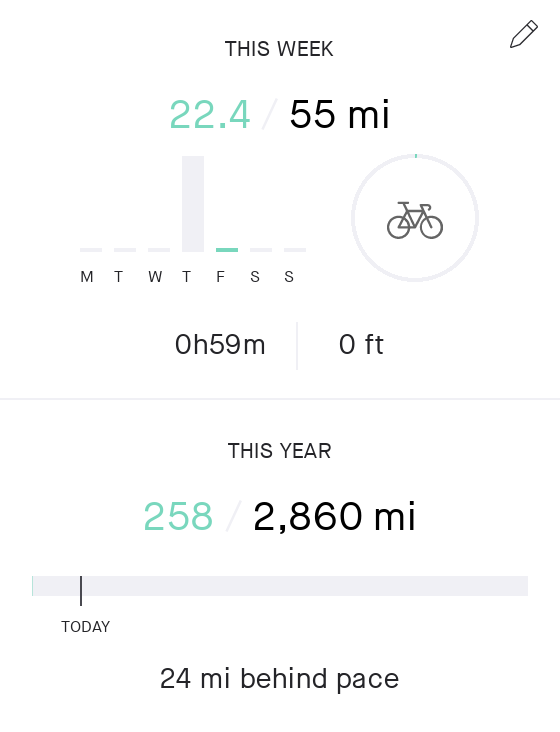 THIS WEEK
22.4 / 55 mi
M T W T F S S
0h59m 0 ft
THIS YEAR
258 / 2,860 mi
TODAY
24 mi behind pace